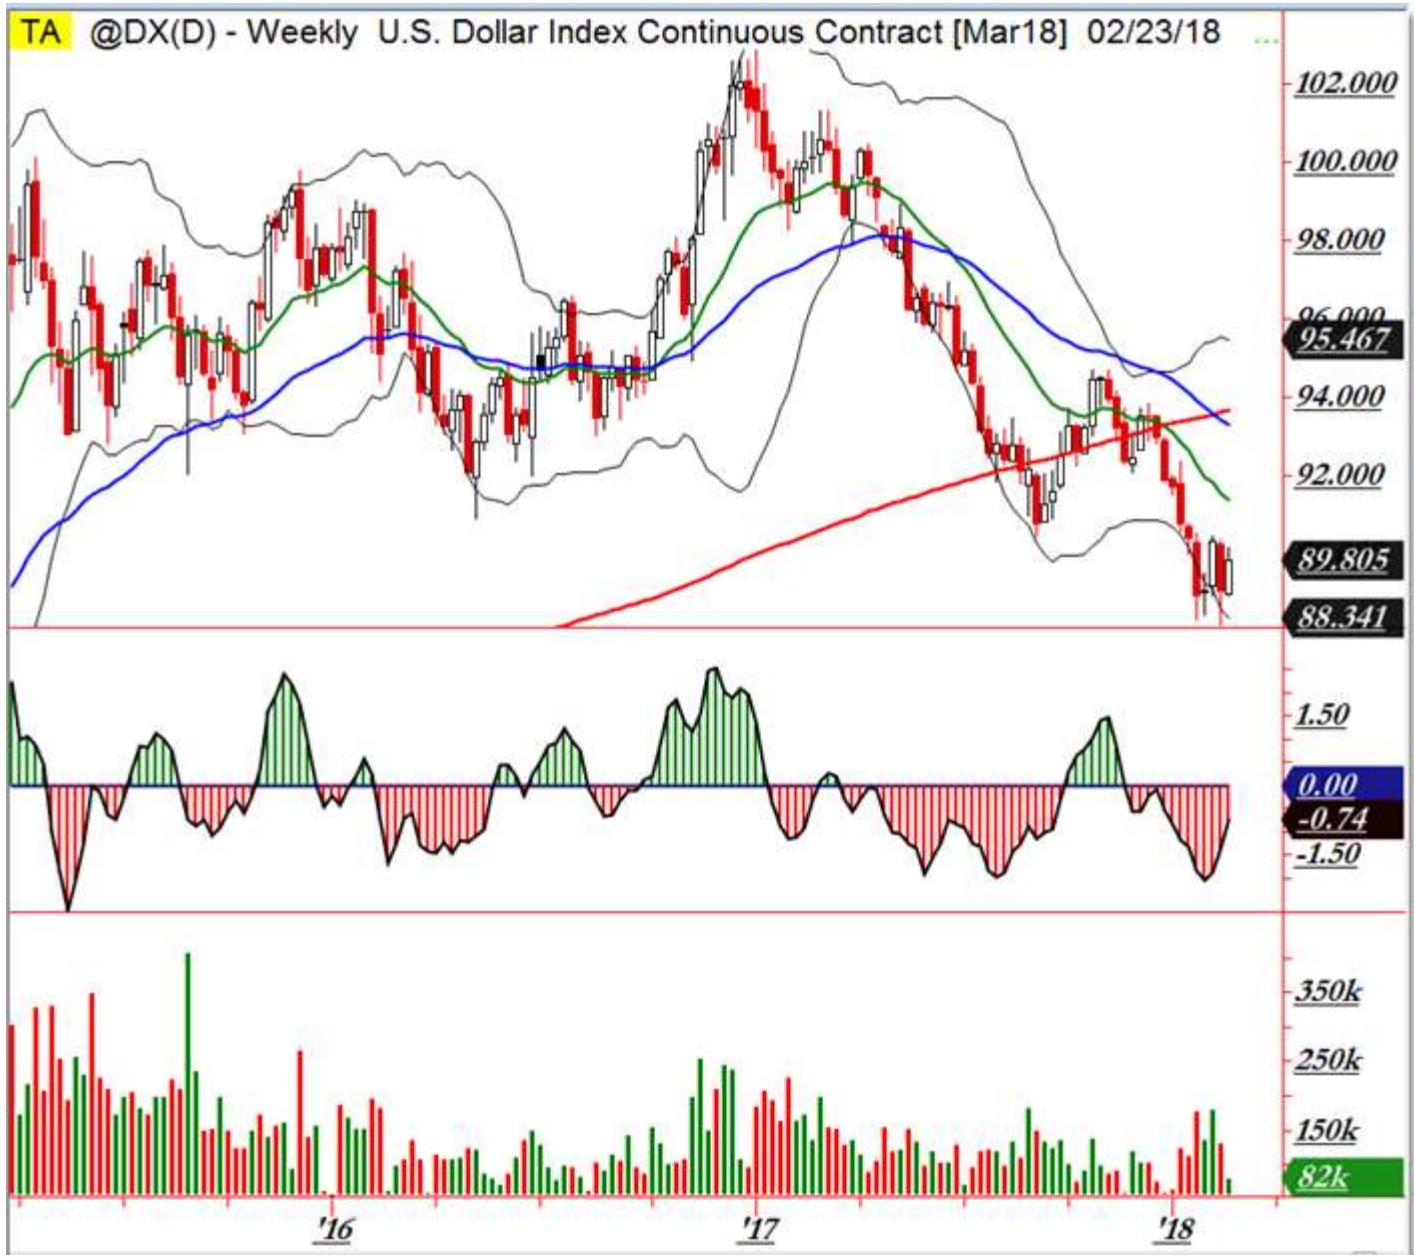 TA @DX(D) - Weekly U.S. Dollar Index Continuous Contract [Mar18] 02/23/18
102.000
100.000
98.000
96.000
95.467
94.000
92.000
89.805
88.341
1.50
0.00
-0.74
-1.50
350k
250k
150k
82k
'16 '17 '18